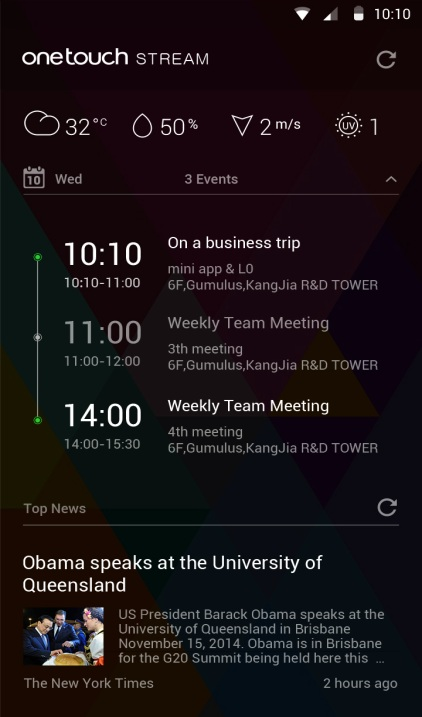 10:10
onetouch STREAM
32°C 50% 2 m/s UV 1
10 Wed 3 Events
10:10 On a business trip
mini app & L0
10:10-11:00 6F,Gumulus,KangJia R&D TOWER
11:00 Weekly Team Meeting
3th meeting
11:00-12:00 6F,Gumulus,KangJia R&D TOWER
14:00 Weekly Team Meeting
4th meeting
14:00-15:30 6F,Gumulus,KangJia R&D TOWER
Top News
Obama speaks at the University of
Queensland
US President Barack Obama speaks at the
University of Queensland in Brisbane
November 15, 2014. Obama is in Brisbane
for the G20 Summit being held here this ...
The New York Times 2 hours ago